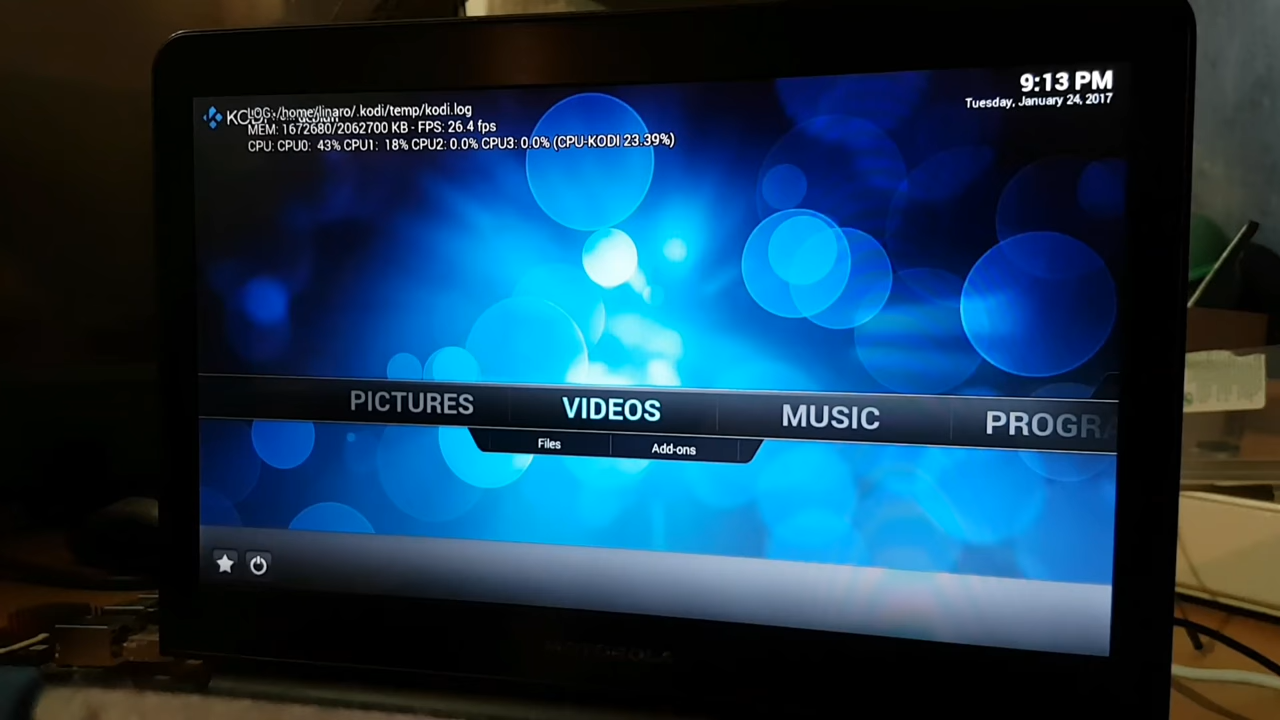 9:13 PM
Tuesday, January 24, 2017
LOG: /home/linaro/.kodi/temp/kodi.log
MEM: 1672680/2062700 KB - FPS: 26.4 fps
CPU: CPU0: 43% CPU1: 18% CPU2: 0.0% CPU3: 0.0% (CPU-KODI 23.39%)
PICTURES VIDEOS MUSIC PROGRA
Files Add-ons
MOTOROLA